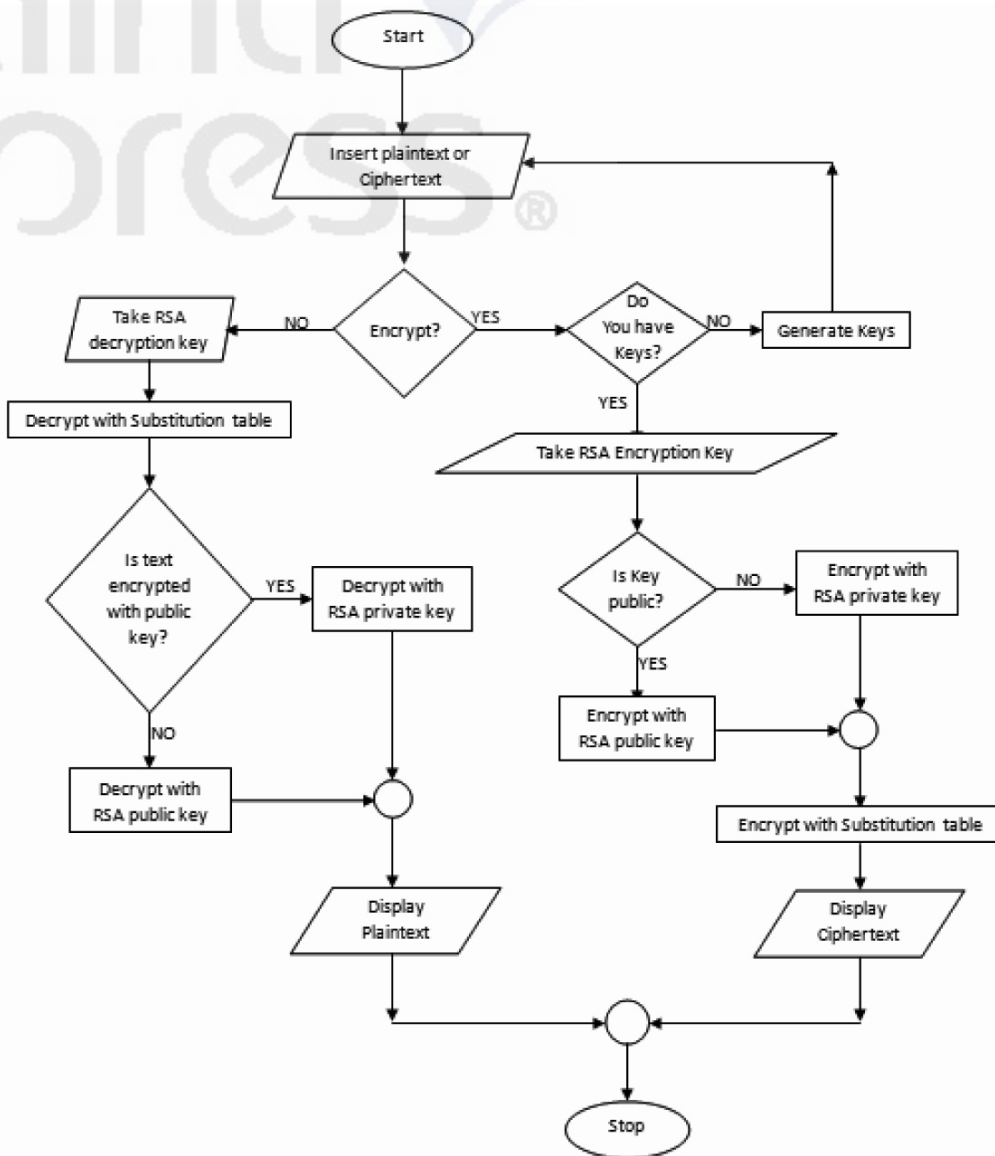 press®
Start
Insert plaintext or
Ciphertext
Encrypt?
NO
YES
Take RSA
decryption key
Do
You have
Keys?
NO
Generate Keys
YES
Decrypt with Substitution table
Take RSA Encryption Key
Is text
encrypted
with public
key?
YES
Decrypt with
RSA private key
NO
Decrypt with
RSA public key
Is Key
public?
NO
Encrypt with
RSA private key
YES
Encrypt with
RSA public key
Encrypt with Substitution table
Display
Plaintext
Display
Ciphertext
Stop